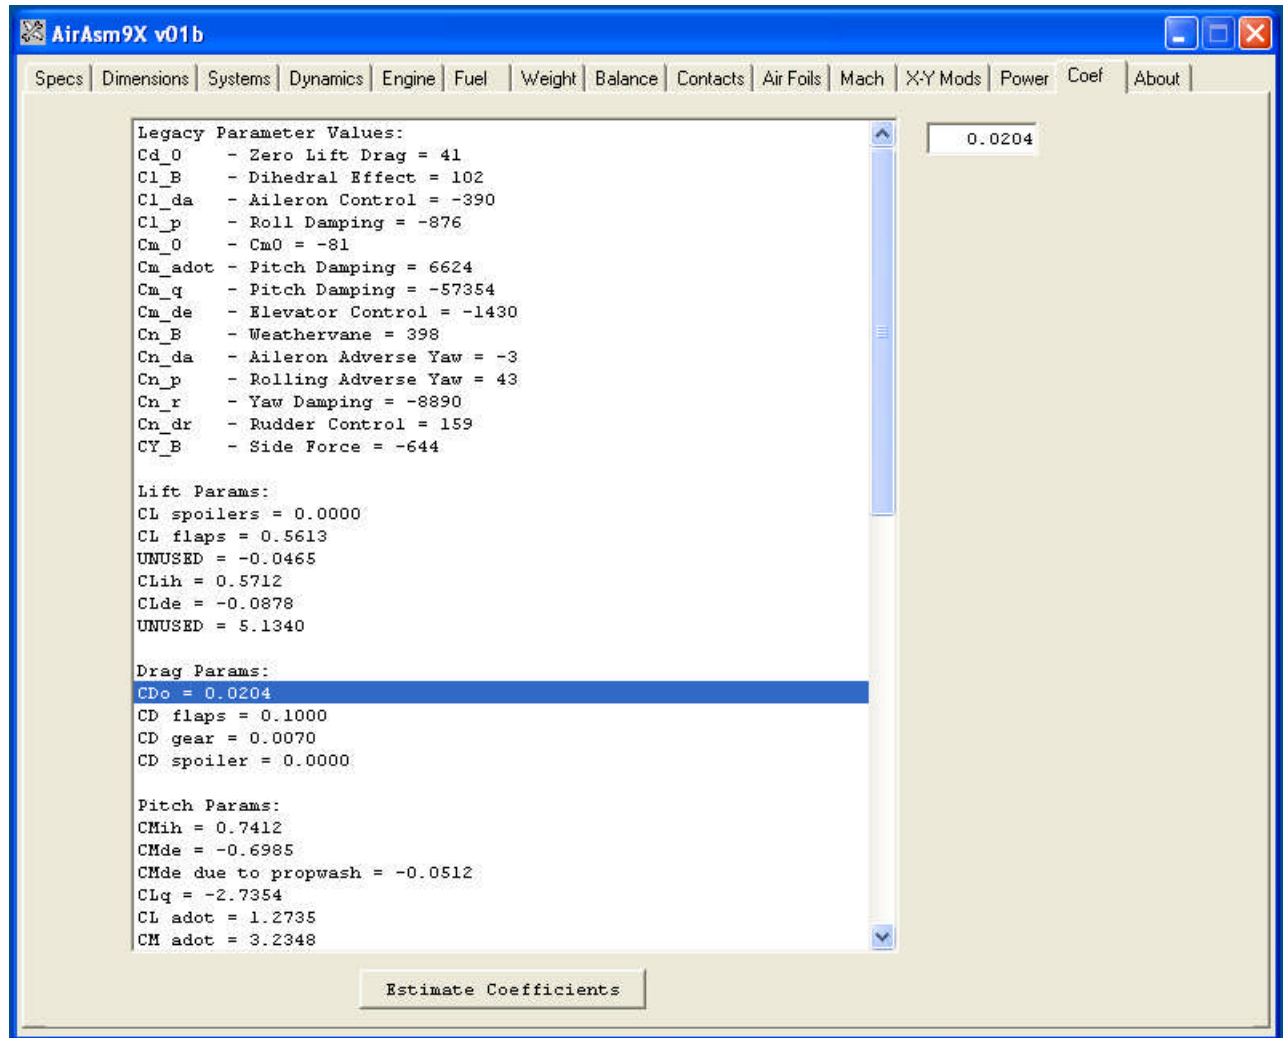 AirAsm9X v01b
Specs Dimensions Systems Dynamics Engine Fuel Weight Balance Contacts Air Foils Mach X-Y Mods Power Coef About
0.0204
Legacy Parameter Values:
Cd_0 - Zero Lift Drag = 41
Cl_B - Dihedral Effect = 102
Cl_da - Aileron Control = -390
Cl_p - Roll Damping = -876
Cm_0 - Cm0 = -81
Cm_adot - Pitch Damping = 6624
Cm_q - Pitch Damping = -57354
Cm_de - Elevator Control = -1430
Cn_B - Weathervane = 398
Cn_da - Aileron Adverse Yaw = -3
Cn_p - Rolling Adverse Yaw = 43
Cn_r - Yaw Damping = -8890
Cn_dr - Rudder Control = 159
CY_B - Side Force = -644
Lift Params:
CL spoilers = 0.0000
CL flaps = 0.5613
UNUSED = -0.0465
CLih = 0.5712
CLde = -0.0878
UNUSED = 5.1340
Drag Params:
CDo = 0.0204
CD flaps = 0.1000
CD gear = 0.0070
CD spoiler = 0.0000
Pitch Params:
CMih = 0.7412
CMde = -0.6985
CMde due to propwash = -0.0512
CLq = -2.7354
CL adot = 1.2735
CM adot = 3.2348
Estimate Coefficients